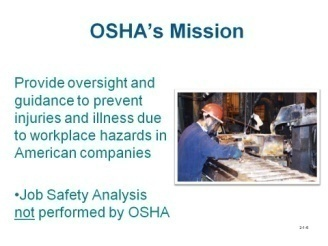 OSHA's Mission
Provide oversight and
guidance to prevent
injuries and illness due
to workplace hazards in
American companies
•Job Safety Analysis
not performed by OSHA